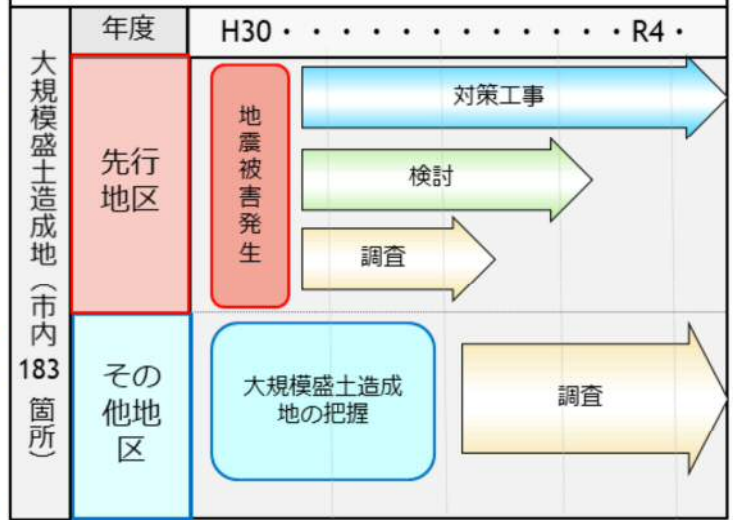 年度
H30・・・・・・・・・・・・R4・
大規模盛土造成地（市内183箇所）
先行
地区
地震被害発生
対策工事
検討
調査
その
他地
区
大規模盛土造成
地の把握
調査